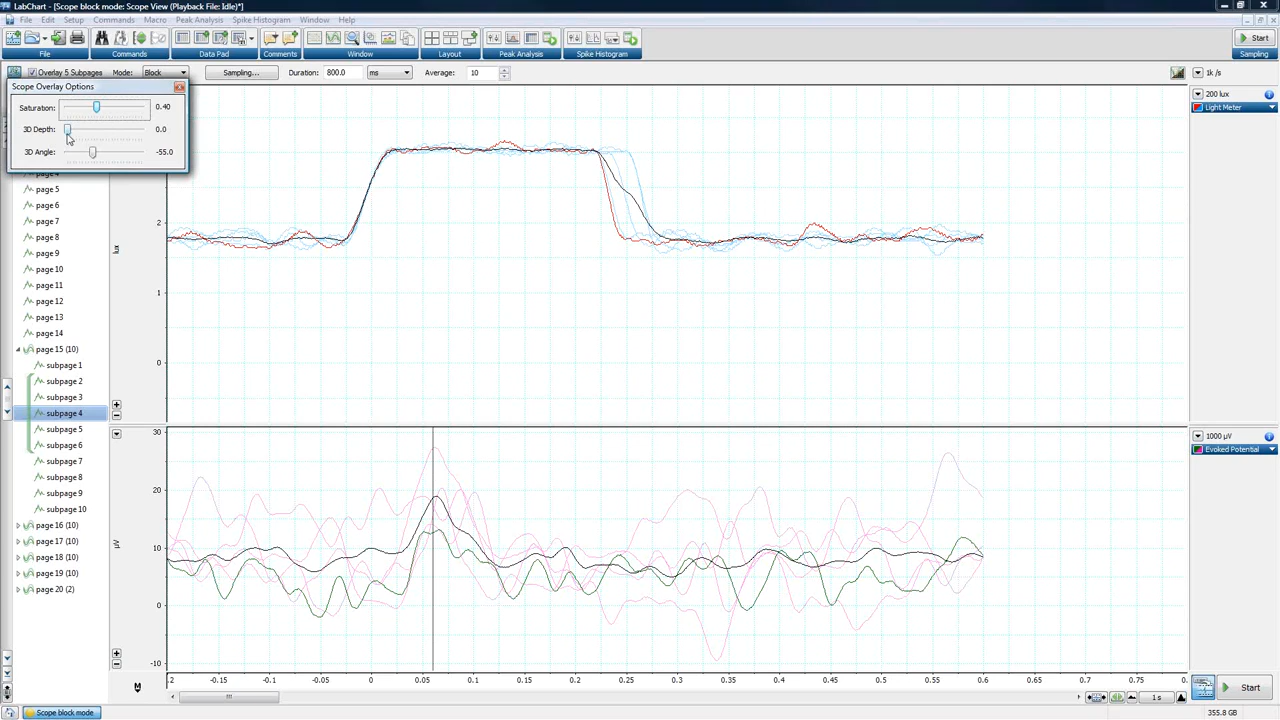 LabChart - [Scope block mode: Scope View (Playback File: Idle)*]
File Edit Setup Commands Macro Peak Analysis Spike Histogram Window Help
File Commands Data Pad Comments Window Layout Peak Analysis Spike Histogram Start Sampling
Overlay 5 Subpages Mode: Block Sampling... Duration: 800.0 ms Average: 10 1k /s
Scope Overlay Options
Saturation: 0.40
3D Depth: 0.0
3D Angle: -55.0
200 lux
Light Meter
page 5
page 6
page 7
page 8
page 9
page 10
page 11
page 12
page 13
page 14
page 15 (10)
subpage 1
subpage 2
subpage 3
subpage 4
subpage 5
subpage 6
subpage 7
subpage 8
subpage 9
subpage 10
page 16 (10)
page 17 (10)
page 18 (10)
page 19 (10)
page 20 (2)
2
lux
1
0
30
20
µV
10
0
-10
1000 µV
Evoked Potential
.2 -0.15 -0.1 -0.05 0 0.05 0.1 0.15 0.2 0.25 0.3 0.35 0.4 0.45 0.5 0.55 0.6 0.65 0.7 0.75 0.
M
1 s
Start
Scope block mode
355.8 GB